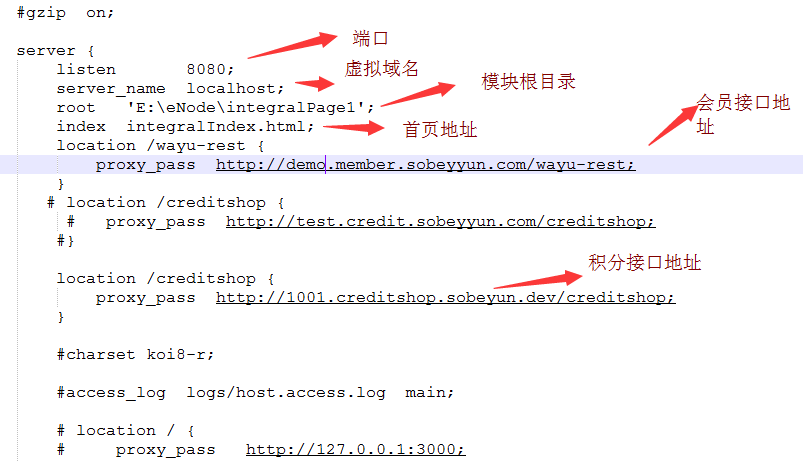 #gzip  on;
server {
listen       8080;
端口
server_name  localhost;
虚拟域名
root   'E:\eNode\integralPage1';
模块根目录
index  integralIndex.html;
首页地址
location /wayu-rest {
会员接口地
址
proxy_pass  http://demo.member.sobeyyun.com/wayu-rest;
}
# location /creditshop {
#   proxy_pass  http://test.credit.sobeyyun.com/creditshop;
#}
location /creditshop {
积分接口地址
proxy_pass  http://1001.creditshop.sobeyun.dev/creditshop;
}
#charset koi8-r;
#access_log  logs/host.access.log  main;
# location / {
#     proxy_pass   http://127.0.0.1:3000;